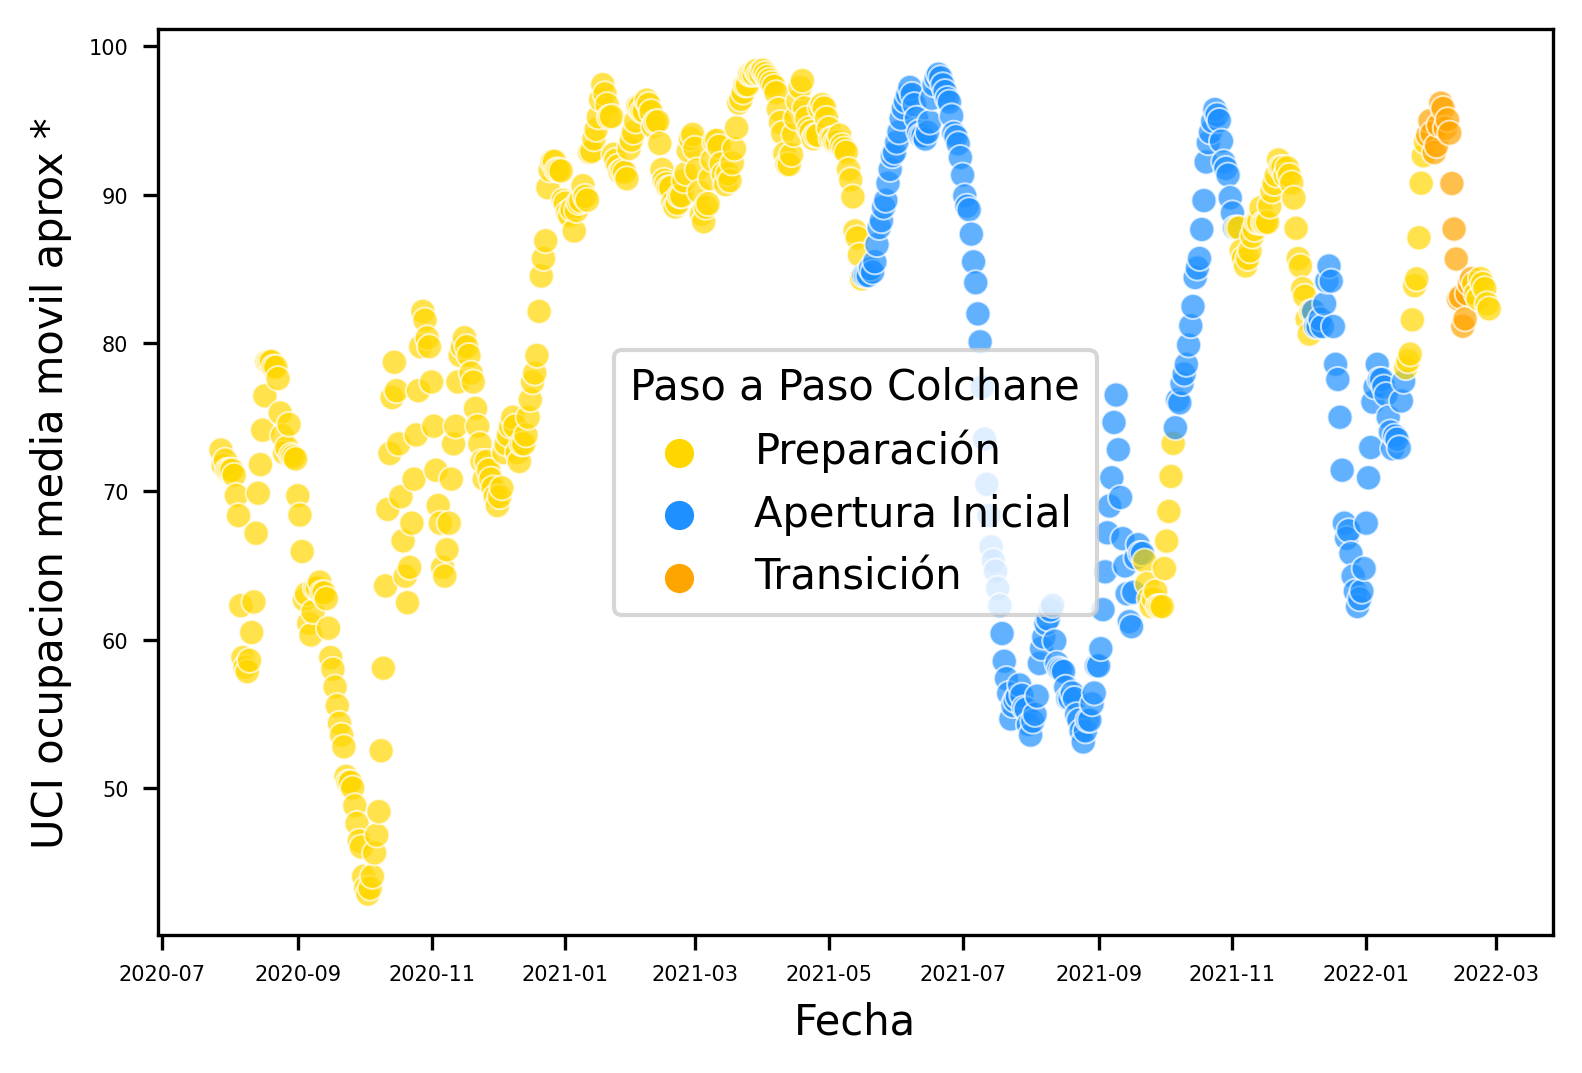 100
90
80
70
60
50
UCI ocupacion media movil aprox *
Paso a Paso Colchane
Preparación
Apertura Inicial
Transición
2020-07 2020-09 2020-11 2021-01 2021-03 2021-05 2021-07 2021-09 2021-11 2022-01 2022-03
Fecha